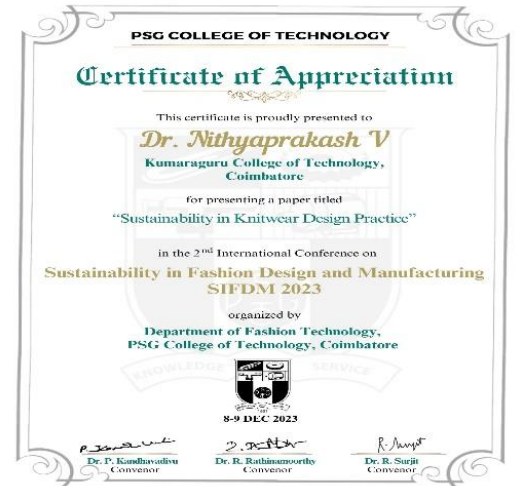 PSG COLLEGE OF TECHNOLOGY
Certificate of Appreciation
This certificate is proudly presented to
Dr. Nithyaprakash V
Kumaraguru College of Technology,
Coimbatore
for presenting a paper titled
“Sustainability in Knitwear Design Practice”
in the 2nd International Conference on
Sustainability in Fashion Design and Manufacturing
SIFDM 2023
organized by
Department of Fashion Technology,
PSG College of Technology, Coimbatore
KNOWLEDGE SERVICE
8-9 DEC 2023
Dr. P. Kandhavadivu
Convenor
Dr. R. Rathinamoorthy
Convenor
Dr. R. Surjit
Convenor